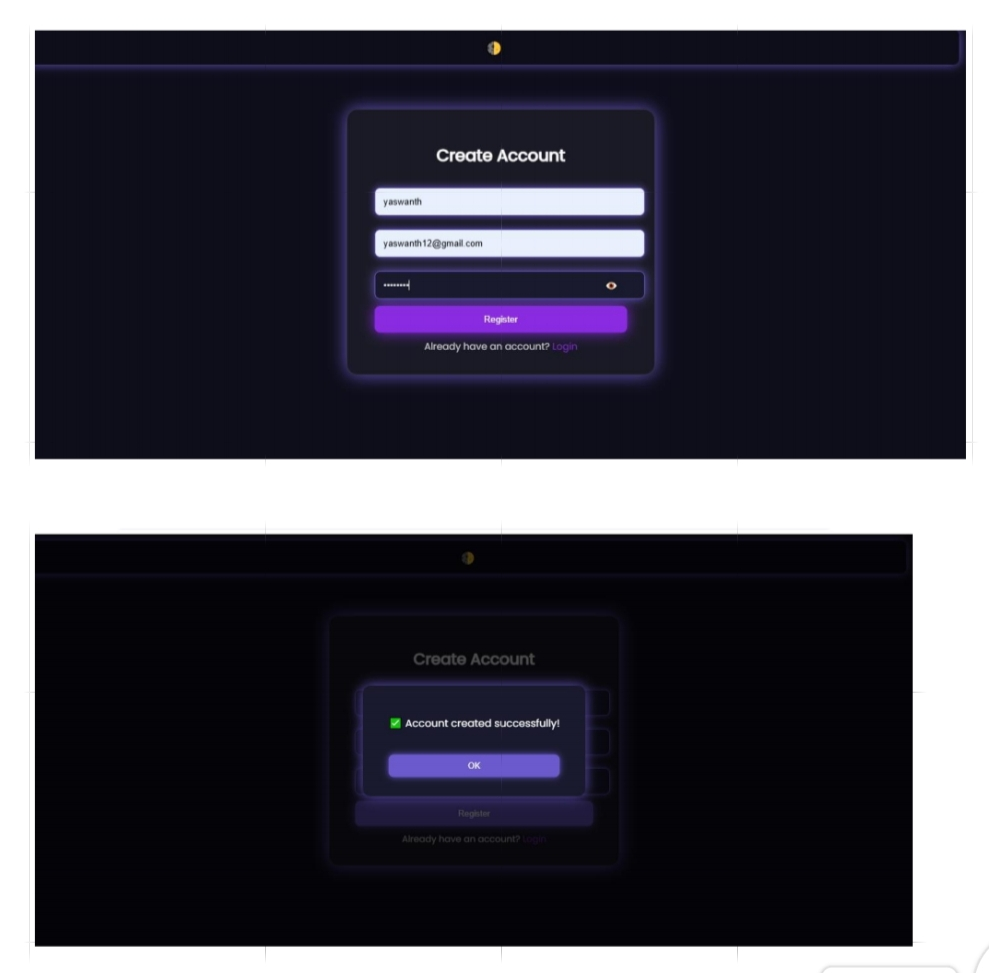 Create Account
yaswanth
yaswanth12@gmail.com
••••••••
Register
Already have an account? Login
Create Account
✅ Account created successfully!
OK
Register
Already have an account? Login